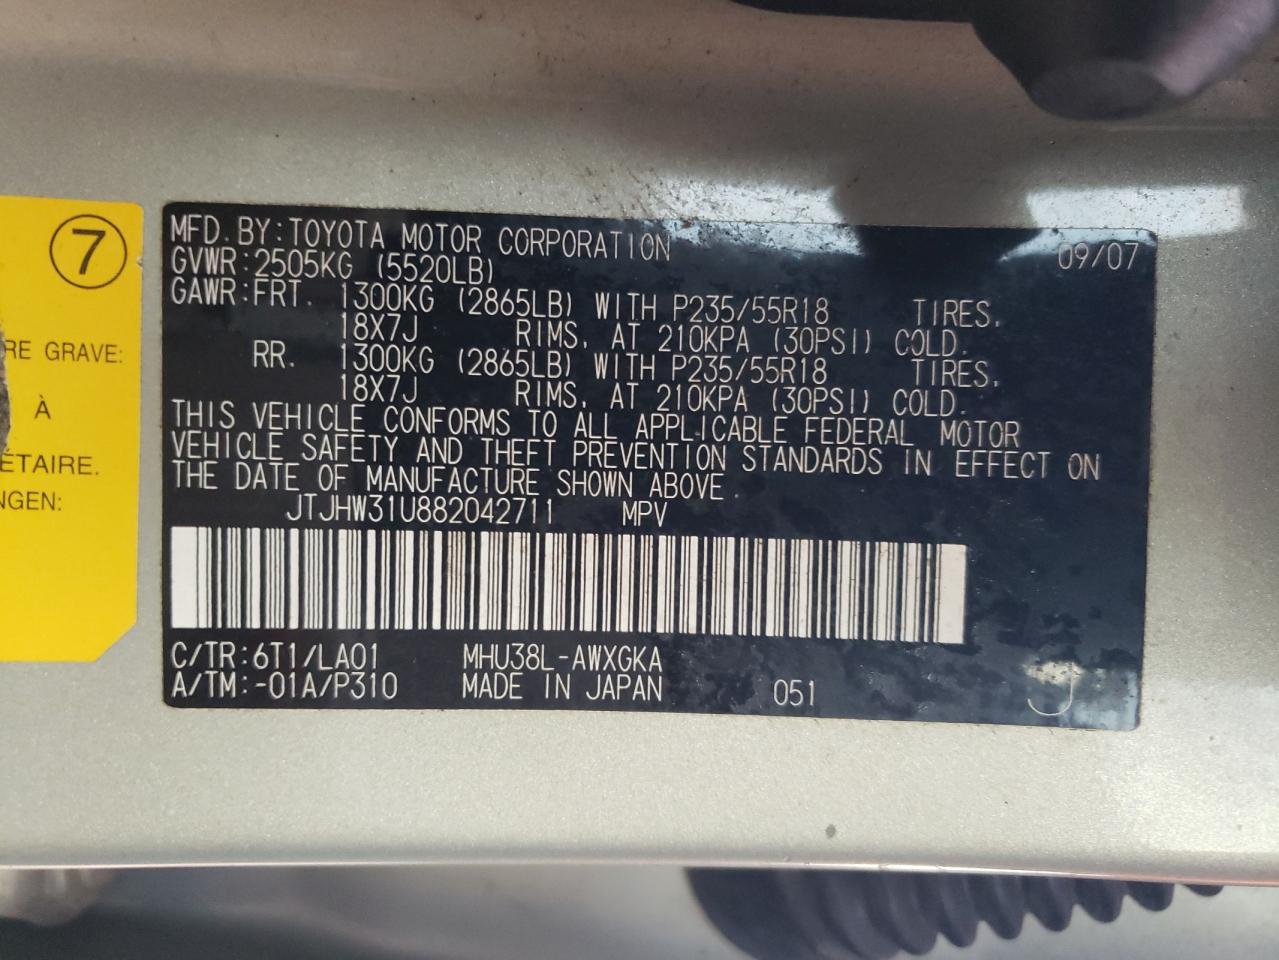 7
RE GRAVE:
À
ÉTAIRE.
NGEN:
MFD. BY: TOYOTA MOTOR CORPORATION 09/07
GVWR: 2505KG (5520LB)
GAWR: FRT. 1300KG (2865LB) WITH P235/55R18 TIRES.
18X7J RIMS, AT 210KPA (30PSI) COLD.
RR. 1300KG (2865LB) WITH P235/55R18 TIRES.
18X7J RIMS, AT 210KPA (30PSI) COLD.
THIS VEHICLE CONFORMS TO ALL APPLICABLE FEDERAL MOTOR
VEHICLE SAFETY AND THEFT PREVENTION STANDARDS IN EFFECT ON
THE DATE OF MANUFACTURE SHOWN ABOVE.
JTJHW31U882042711 MPV
C/TR: 6T1/LA01 MHU38L-AWXGKA
A/TM: -01A/P310 MADE IN JAPAN 051 J